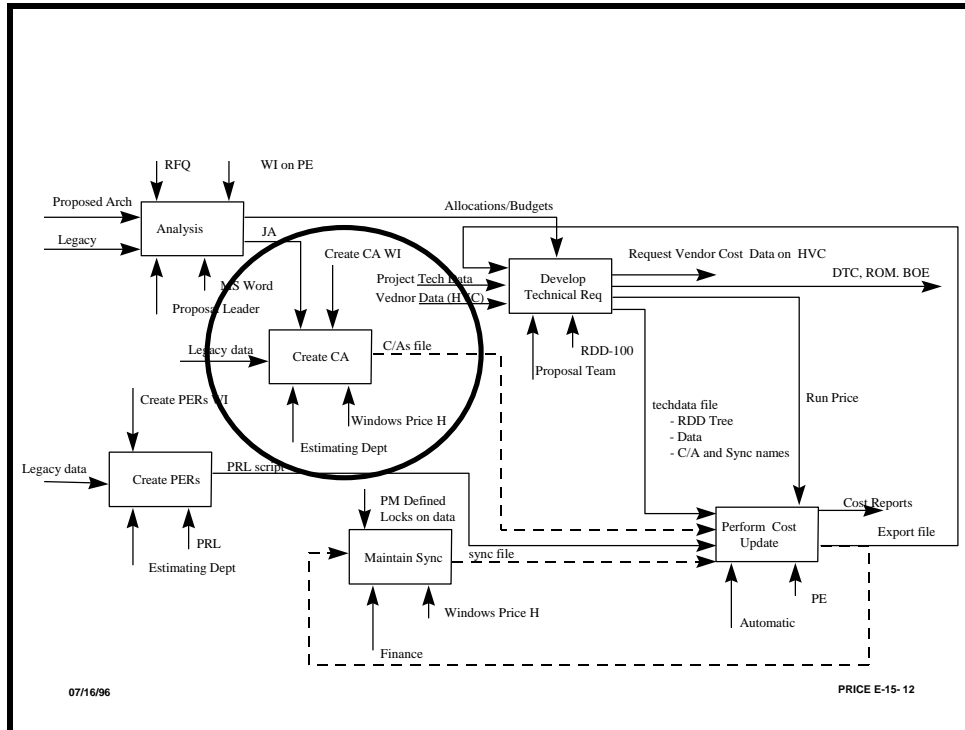 RFQ
WI on PE
Proposed Arch
Analysis
Legacy
JA
MS Word
Proposal Leader
Allocations/Budgets
Create CA WI
Project Tech Data
Vednor Data (HVC)
Develop
Technical Req
Request Vendor Cost Data on HVC
DTC, ROM. BOE
RDD-100
Proposal Team
Legacy data
Create CA
C/As file
Windows Price H
Estimating Dept
techdata file
- RDD Tree
- Data
- C/A and Sync names
Run Price
Create PERs WI
Legacy data
Create PERs
PRL script
PRL
Estimating Dept
PM Defined
Locks on data
Maintain Sync
sync file
Windows Price H
Finance
Perform Cost
Update
Cost Reports
Export file
PE
Automatic
07/16/96
PRICE E-15- 12